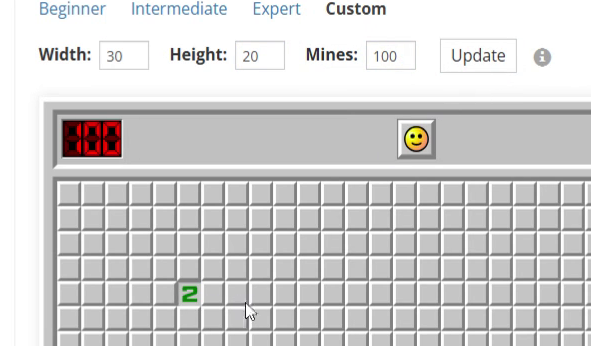 Beginner Intermediate Expert Custom
Width: 30 Height: 20 Mines: 100 Update i
100
2